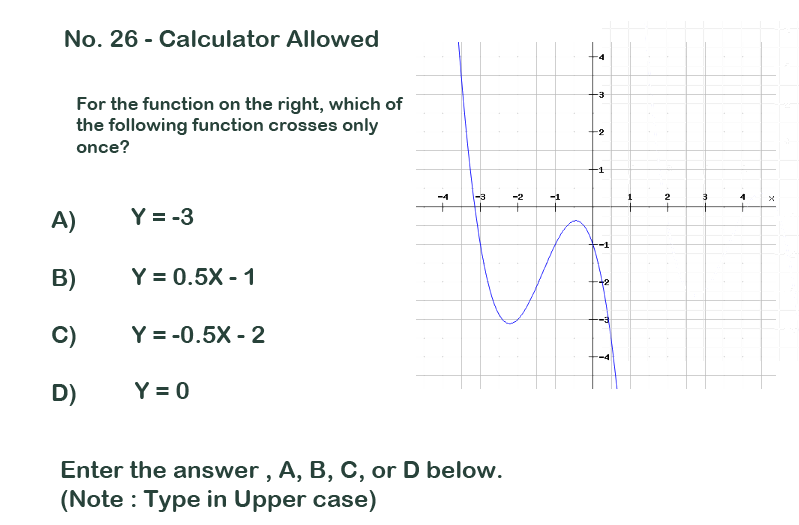 No. 26 - Calculator Allowed
For the function on the right, which of
the following function crosses only
once?
A) Y = -3
B) Y = 0.5X - 1
C) Y = -0.5X - 2
D) Y = 0
Enter the answer , A, B, C, or D below.
(Note : Type in Upper case)
4
3
2
1
-4 -3 -2 -1 1 2 3 4 x
-1
-2
-3
-4